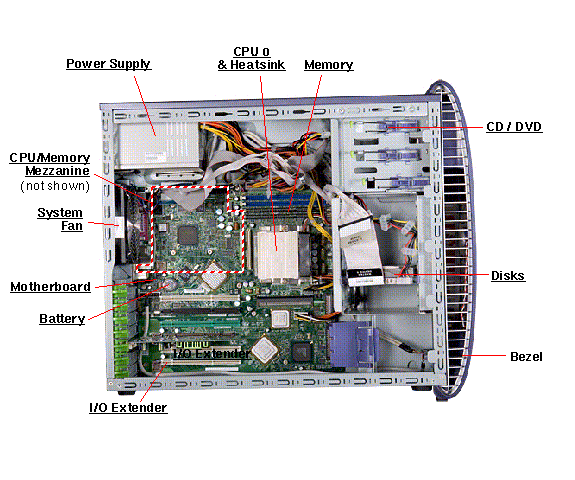 CPU 0
& Heatsink
Power Supply
Memory
CD / DVD
CPU/Memory
Mezzanine
(not shown)
System
Fan
Disks
Motherboard
Battery
I/O Extender
Bezel
I/O Extender